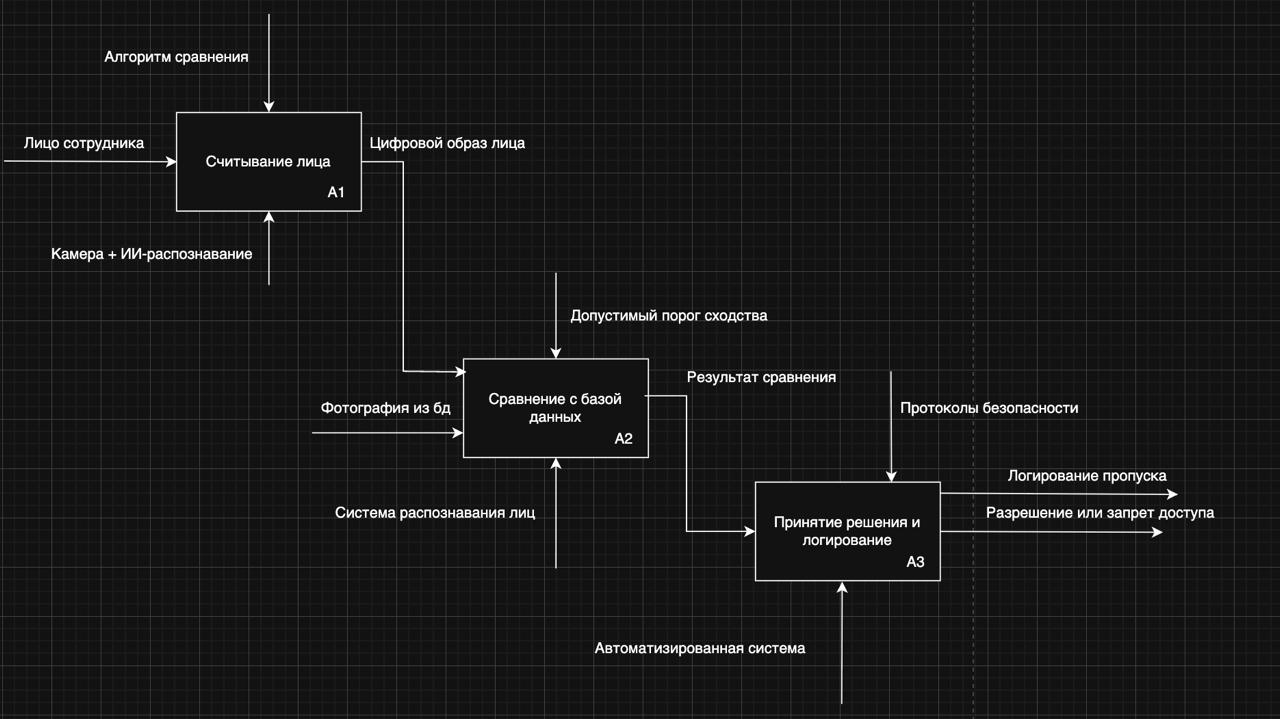 Алгоритм сравнения
Лицо сотрудника
Цифровой образ лица
Считывание лица
A1
Камера + ИИ-распознавание
Допустимый порог сходства
Результат сравнения
Фотография из бд
Сравнение с базой
данных
A2
Протоколы безопасности
Логирование пропуска
Система распознавания лиц
Разрешение или запрет доступа
Принятие решения и
логирование
A3
Автоматизированная система